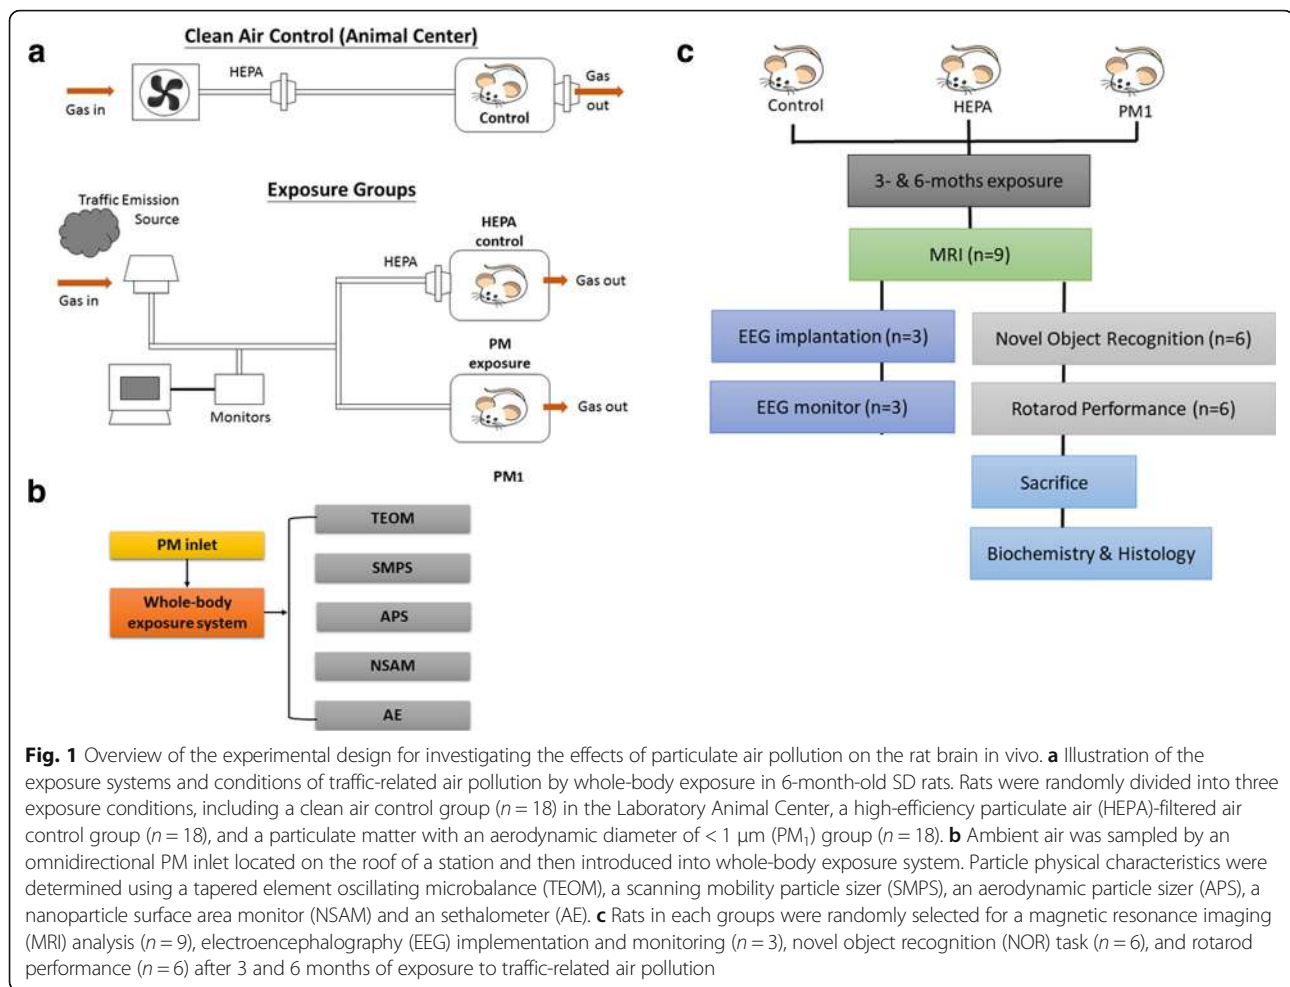 a
Clean Air Control (Animal Center)
Gas in
HEPA
Control
Gas
out
Exposure Groups
Traffic Emission
Source
Gas in
Monitors
HEPA
HEPA
control
Gas out
PM
exposure
Gas out
PM1
b
PM inlet
Whole-body
exposure system
TEOM
SMPS
APS
NSAM
AE
c
Control
HEPA
PM1
3- & 6-moths exposure
MRI (n=9)
EEG implantation (n=3)
EEG monitor (n=3)
Novel Object Recognition (n=6)
Rotarod Performance (n=6)
Sacrifice
Biochemistry & Histology
Fig. 1 Overview of the experimental design for investigating the effects of particulate air pollution on the rat brain in vivo. a Illustration of the
exposure systems and conditions of traffic-related air pollution by whole-body exposure in 6-month-old SD rats. Rats were randomly divided into three
exposure conditions, including a clean air control group (n = 18) in the Laboratory Animal Center, a high-efficiency particulate air (HEPA)-filtered air
control group (n = 18), and a particulate matter with an aerodynamic diameter of < 1 μm (PM₁) group (n = 18). b Ambient air was sampled by an
omnidirectional PM inlet located on the roof of a station and then introduced into whole-body exposure system. Particle physical characteristics were
determined using a tapered element oscillating microbalance (TEOM), a scanning mobility particle sizer (SMPS), an aerodynamic particle sizer (APS), a
nanoparticle surface area monitor (NSAM) and an sethalometer (AE). c Rats in each groups were randomly selected for a magnetic resonance imaging
(MRI) analysis (n = 9), electroencephalography (EEG) implementation and monitoring (n = 3), novel object recognition (NOR) task (n = 6), and rotarod
performance (n = 6) after 3 and 6 months of exposure to traffic-related air pollution